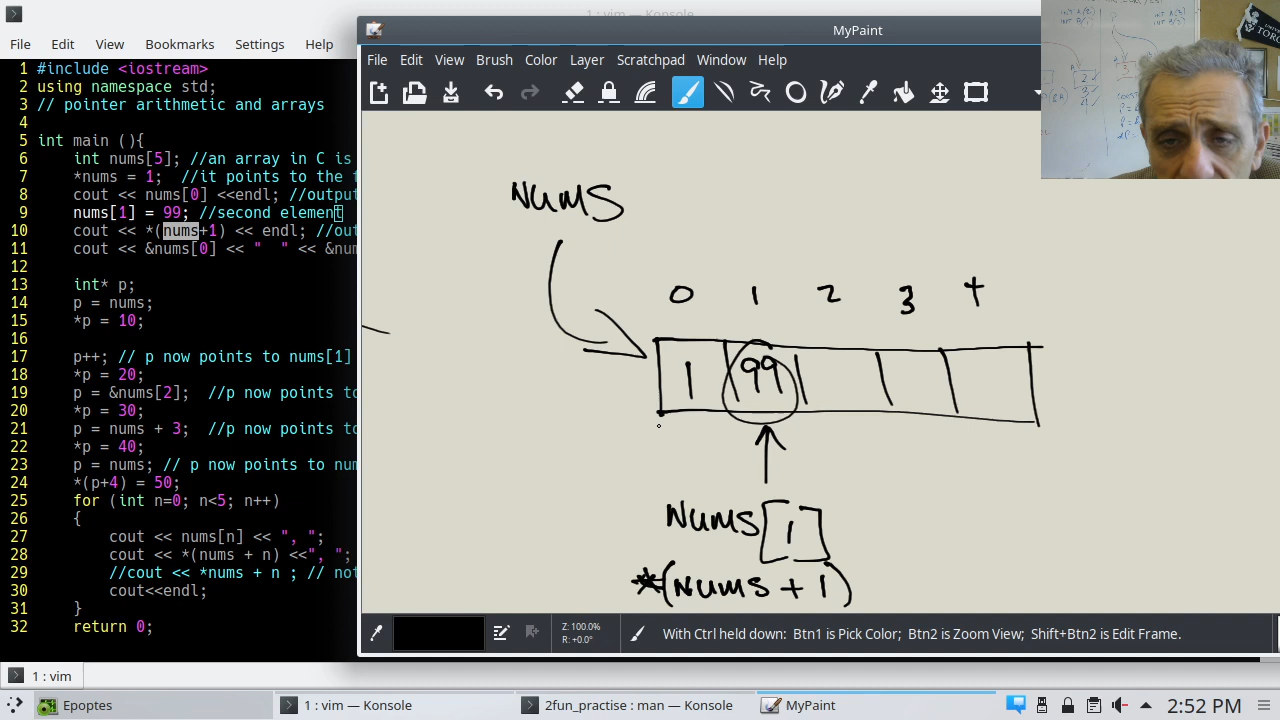 1 : vim — Konsole
File Edit View Bookmarks Settings Help
1 #include <iostream>
2 using namespace std;
3 // pointer arithmetic and arrays
4
5 int main (){
6 int nums[5]; //an array in C is
7 *nums = 1; //it points to the f
8 cout << nums[0] <<endl; //output
9 nums[1] = 99; //second element
10 cout << *(nums+1) << endl; //out
11 cout << &nums[0] << " " << &num
12
13 int* p;
14 p = nums;
15 *p = 10;
16
17 p++; // p now points to nums[1]
18 *p = 20;
19 p = &nums[2]; //p now points to
20 *p = 30;
21 p = nums + 3; //p now points to
22 *p = 40;
23 p = nums; // p now points to num
24 *(p+4) = 50;
25 for (int n=0; n<5; n++)
26 {
27 cout << nums[n] << ", ";
28 cout << *(nums + n) <<", ";
29 //cout << *nums + n ; // not
30 cout<<endl;
31 }
32 return 0;
MyPaint
File Edit View Brush Color Layer Scratchpad Window Help
NUMS
0 1 2 3 4
1 99
NUMS[1]
*(NUMS + 1)
Z: 100.0%
R: +0.0°
With Ctrl held down: Btn1 is Pick Color; Btn2 is Zoom View; Shift+Btn2 is Edit Frame.
1 : vim
Epoptes
1 : vim — Konsole
2fun_practise : man — Konsole
MyPaint
2:52 PM